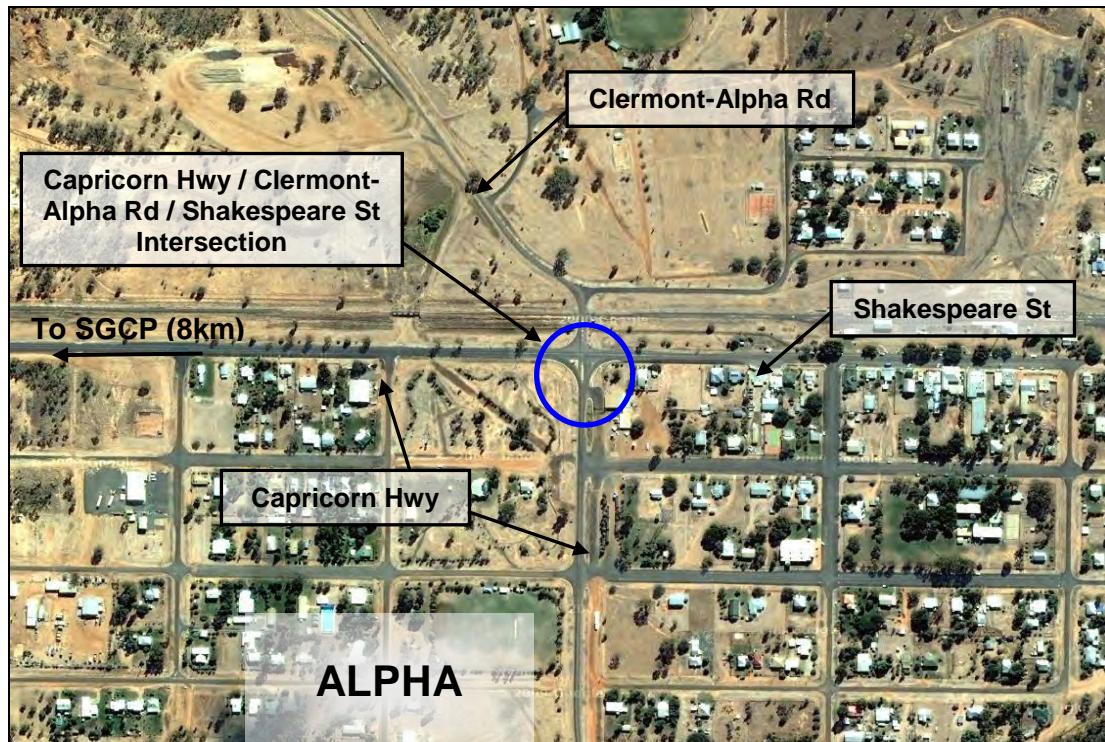 Clermont-Alpha Rd
Capricorn Hwy / Clermont-
Alpha Rd / Shakespeare St
Intersection
Shakespeare St
To SGCP (8km)
Capricorn Hwy
ALPHA